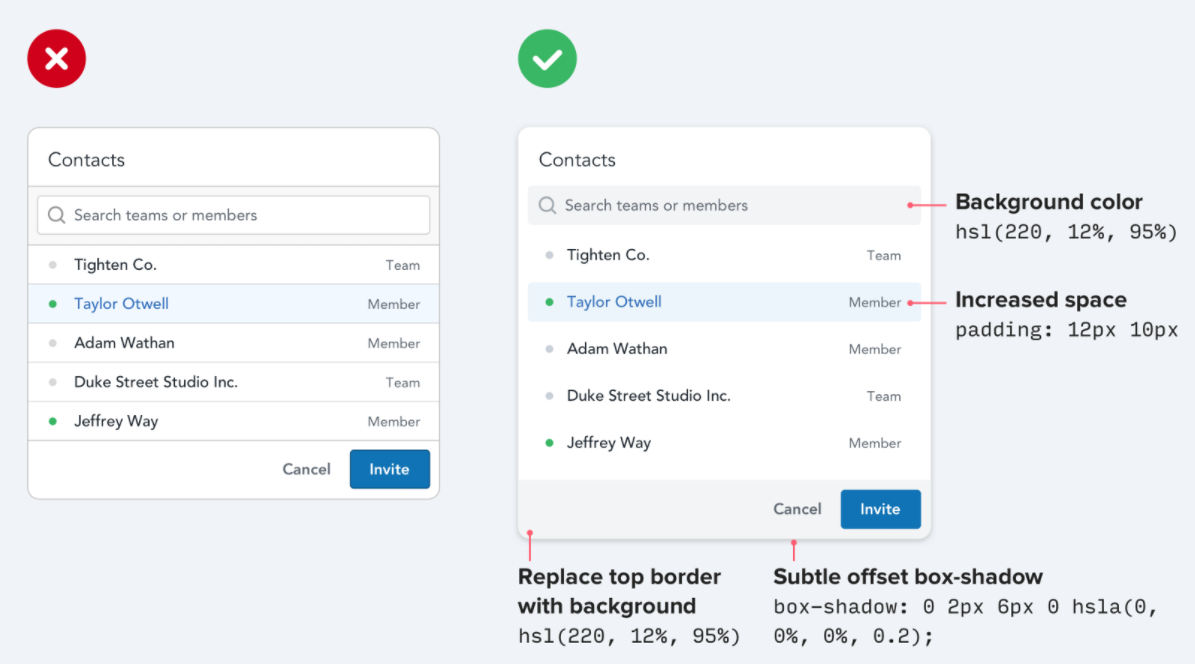 Contacts
Search teams or members
Tighten Co. Team
Taylor Otwell Member
Adam Wathan Member
Duke Street Studio Inc. Team
Jeffrey Way Member
Cancel Invite
Contacts
Search teams or members
Tighten Co. Team
Taylor Otwell Member
Adam Wathan Member
Duke Street Studio Inc. Team
Jeffrey Way Member
Cancel Invite
Background color
hsl(220, 12%, 95%)
Increased space
padding: 12px 10px
Replace top border
with background
hsl(220, 12%, 95%)
Subtle offset box-shadow
box-shadow: 0 2px 6px 0 hsla(0,
0%, 0%, 0.2);